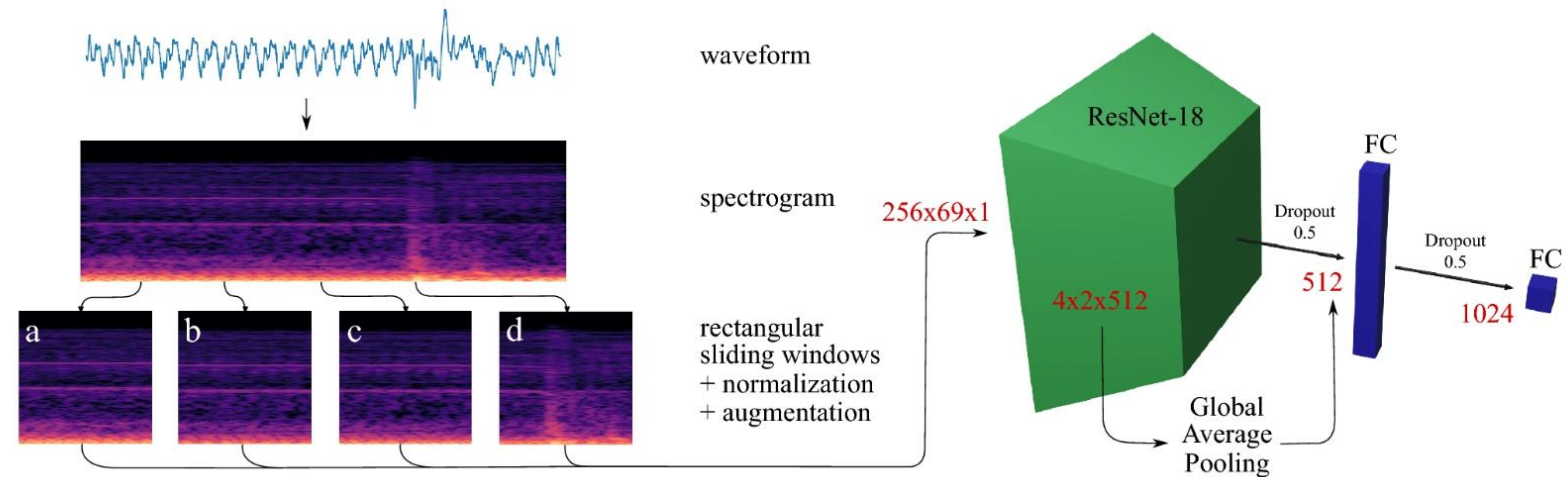 waveform
spectrogram
a
b
c
d
rectangular
sliding windows
+ normalization
+ augmentation
256x69x1
ResNet-18
4x2x512
Global
Average
Pooling
Dropout
0.5
512
FC
Dropout
0.5
1024
FC